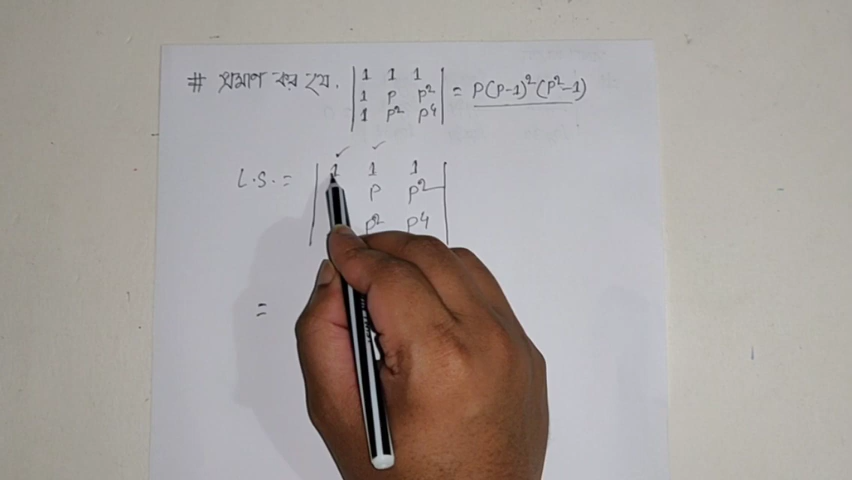 # প্রমাণ কর যে, | 1 1 1 | = P(P-1)²(P²-1)
| 1 P P² |
| 1 P² P⁴ |
L.S. = | 1 1 1 |
P P²
P² P⁴
=